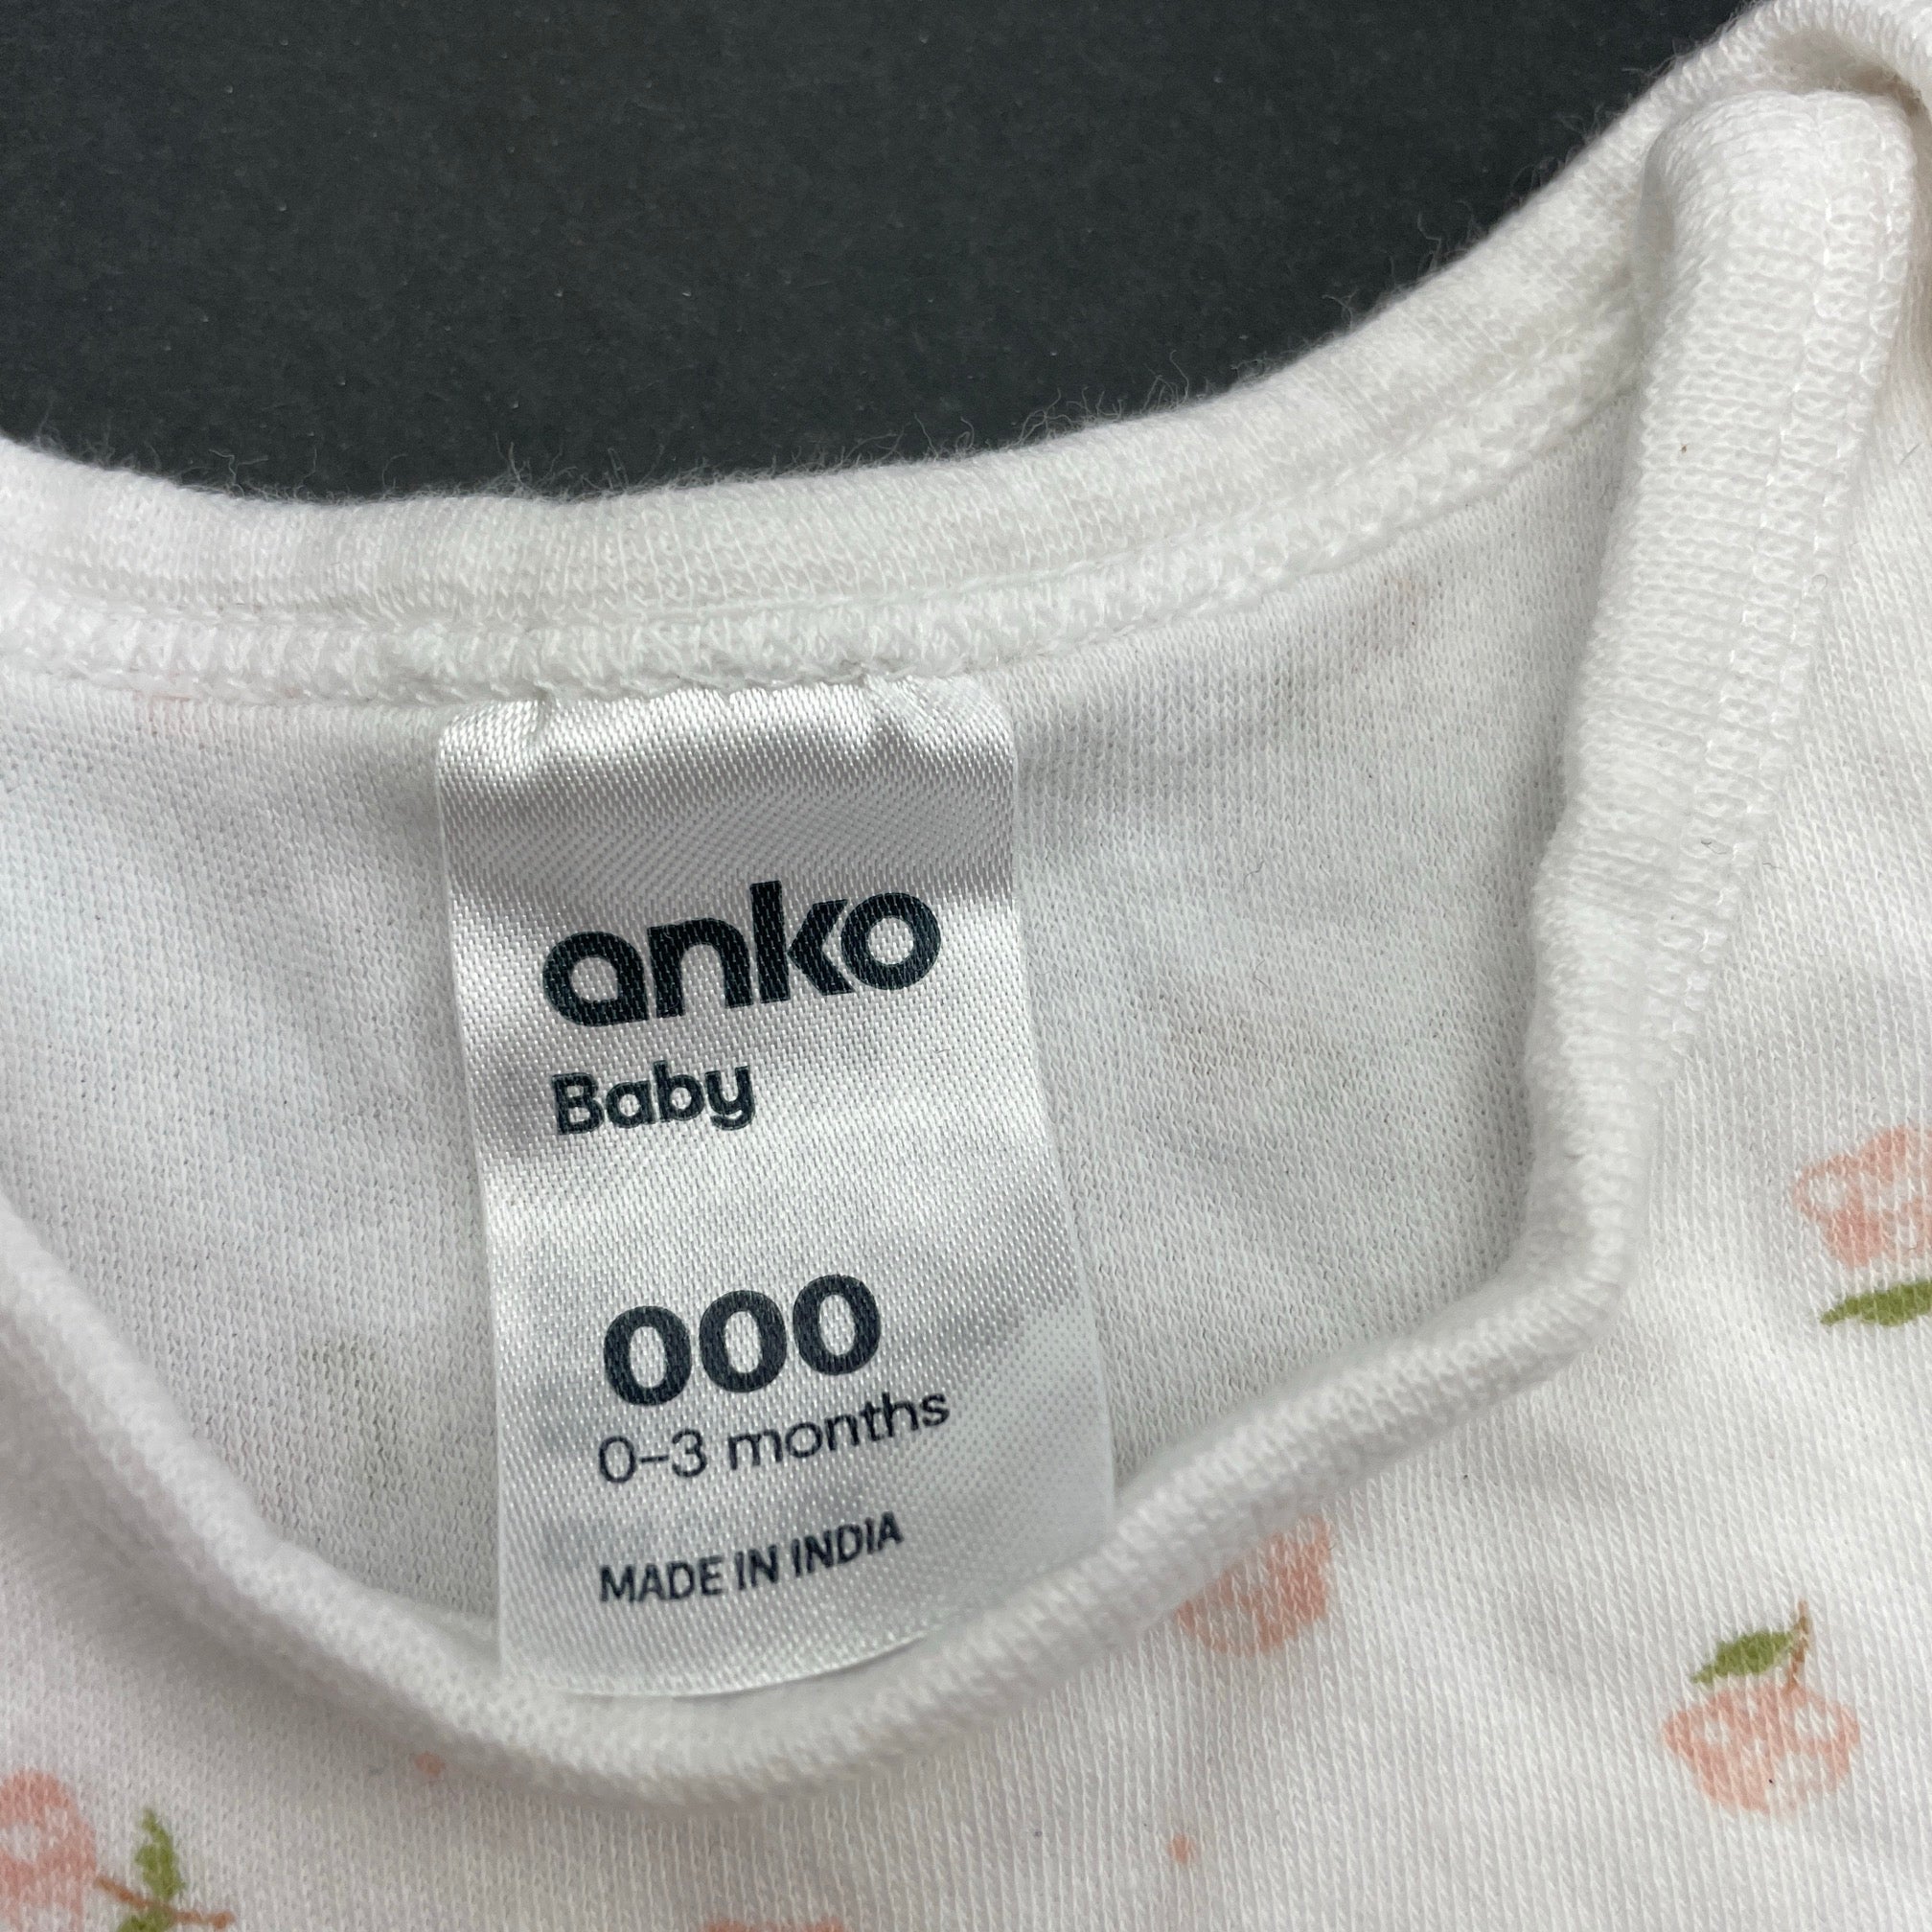 anko
Baby
000
0–3 months
MADE IN INDIA